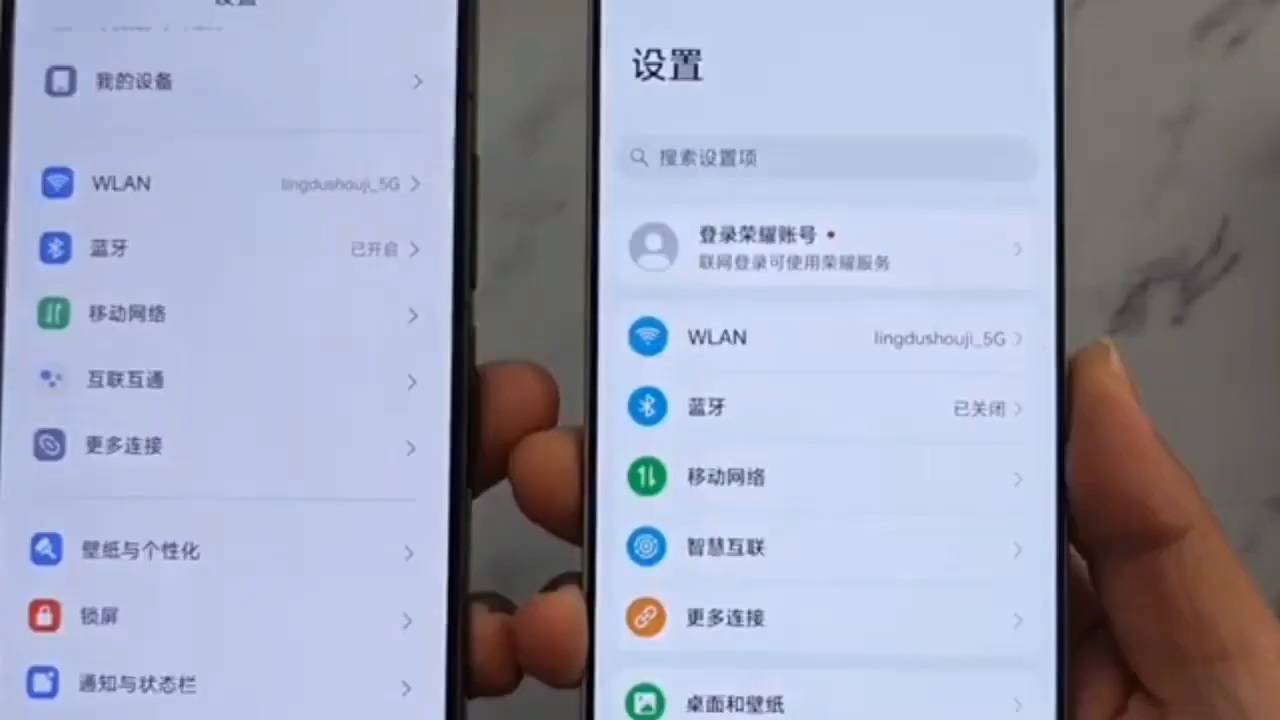 设置
我的设备
WLAN lingdushouji_5G
蓝牙 已开启
移动网络
互联互通
更多连接
壁纸与个性化
锁屏
通知与状态栏
设置
搜索设置项
登录荣耀账号
联网登录可使用荣耀服务
WLAN lingdushouji_5G
蓝牙 已关闭
移动网络
智慧互联
更多连接
桌面和壁纸